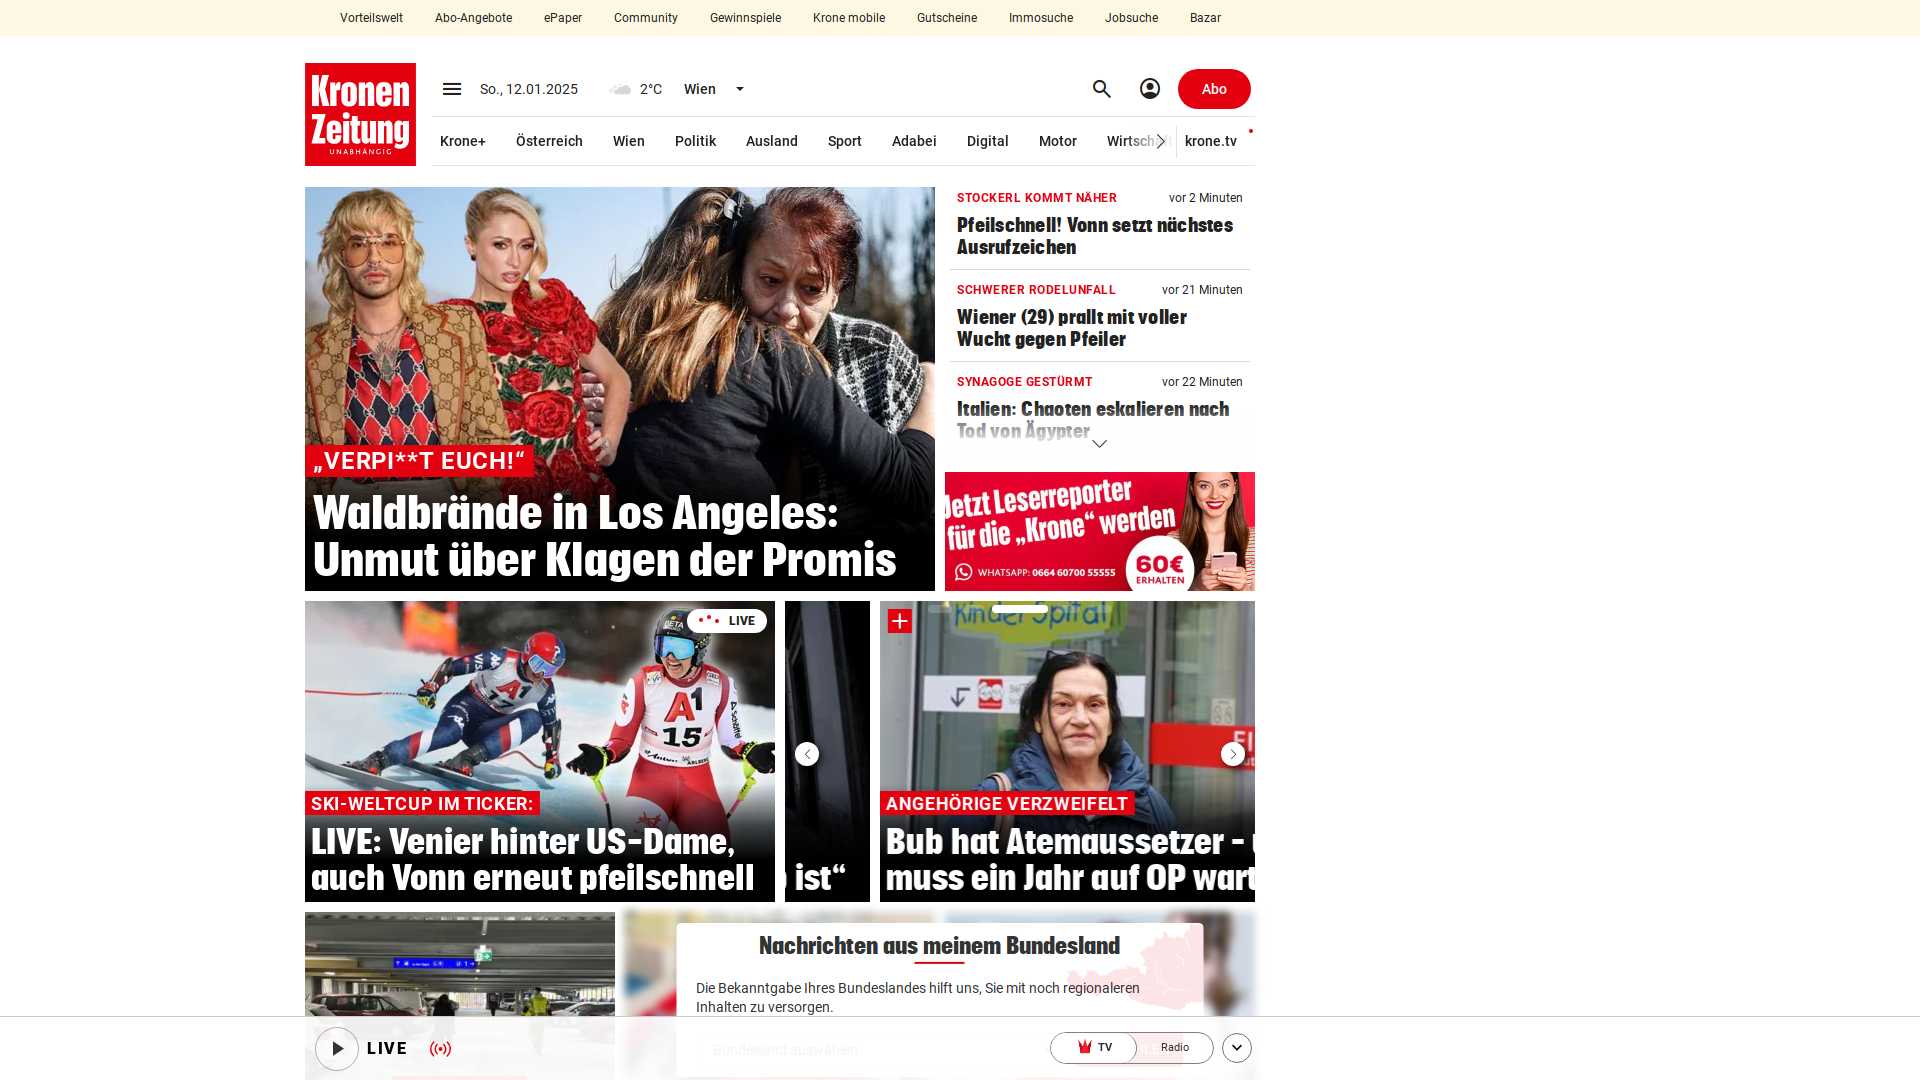 Vorteilswelt Abo-Angebote ePaper Community Gewinnspiele Krone mobile Gutscheine Immosuche Jobsuche Bazar
Kronen
Zeitung
UNABHÄNGIG
So., 12.01.2025 2°C Wien Abo
Krone+ Österreich Wien Politik Ausland Sport Adabei Digital Motor krone.tv
„VERPI**T EUCH!“
Waldbrände in Los Angeles:
Unmut über Klagen der Promis
STOCKERL KOMMT NÄHER vor 2 Minuten
Pfeilschnell! Vonn setzt nächstes
Ausrufzeichen
SCHWERER RODELUNFALL vor 21 Minuten
Wiener (29) prallt mit voller
Wucht gegen Pfeiler
SYNAGOGE GESTÜRMT vor 22 Minuten
Italien: Chaoten eskalieren nach
Tod von Ägypter
Jetzt Leserreporter
für die „Krone“ werden
WHATSAPP: 0664 60700 55555
60€
ERHALTEN
LIVE
A1
15
SKI-WELTCUP IM TICKER:
LIVE: Venier hinter US-Dame,
auch Vonn erneut pfeilschnell
ist“
Kinderspital
ANGEHÖRIGE VERZWEIFELT
Bub hat Atemaussetzer –
muss ein Jahr auf OP
Nachrichten aus meinem Bundesland
Die Bekanntgabe Ihres Bundeslandes hilft uns, Sie mit noch regionaleren
Inhalten zu versorgen.
Bundesland auswählen
LIVE TV Radio